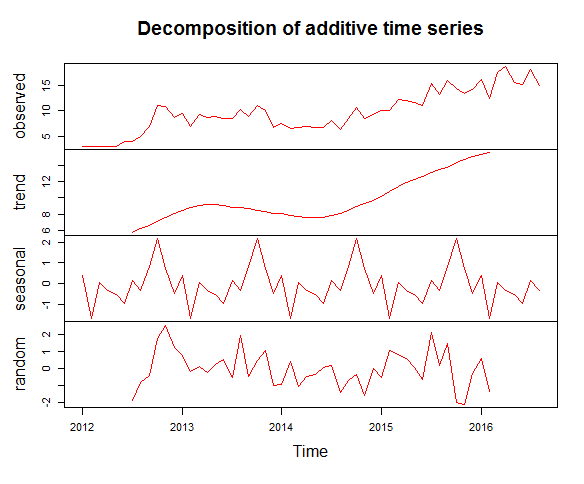 Decomposition of additive time series
observed
5 10 15
trend
6 8 12
seasonal
-1 0 1 2
random
-2 0 1 2
2012 2013 2014 2015 2016
Time